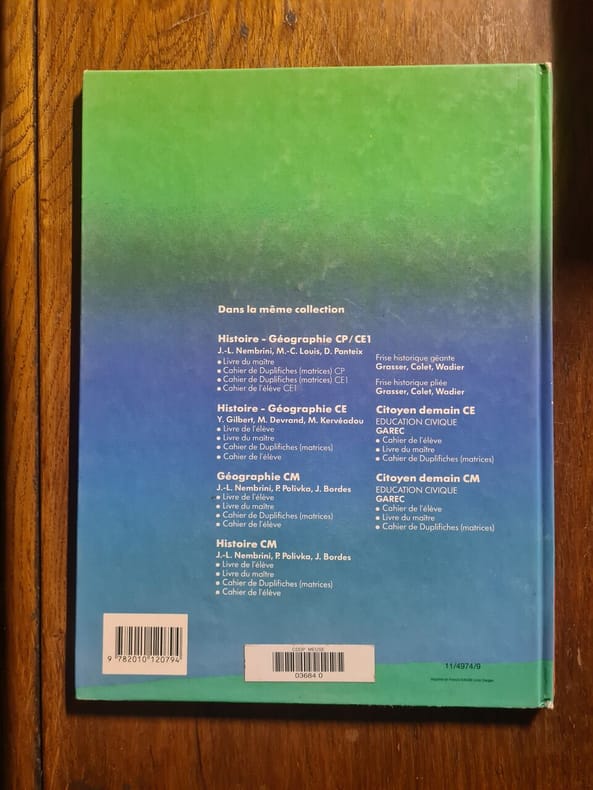 Dans la même collection
Histoire - Géographie CP/CE1
J.-L. Nembrini, M.-C. Louis, D. Panteix
• Livre du maître
• Cahier de Duplifiches (matrices) CP
• Cahier de Duplifiches (matrices) CE1
• Cahier de l'élève CE1
Frise historique géante
Grasser, Colet, Wadier
Frise historique pliée
Grasser, Colet, Wadier
Histoire - Géographie CE
Y. Gilbert, M. Devrand, M. Kervéadou
• Livre de l'élève
• Livre du maître
• Cahier de Duplifiches (matrices)
• Cahier de l'élève
Citoyen demain CE
EDUCATION CIVIQUE
GAREC
• Cahier de l'élève
• Livre du maître
• Cahier de Duplifiches (matrices)
Géographie CM
J.-L. Nembrini, P. Polivka, J. Bordes
• Livre de l'élève
• Livre du maître
• Cahier de Duplifiches (matrices)
• Cahier de l'élève
Citoyen demain CM
EDUCATION CIVIQUE
GAREC
• Cahier de l'élève
• Livre du maître
• Cahier de Duplifiches (matrices)
Histoire CM
J.-L. Nembrini, P. Polivka, J. Bordes
• Livre de l'élève
• Livre du maître
• Cahier de Duplifiches (matrices)
• Cahier de l'élève
9 782010 120794
CDDP MEUSE
03684 0
11/4974/9